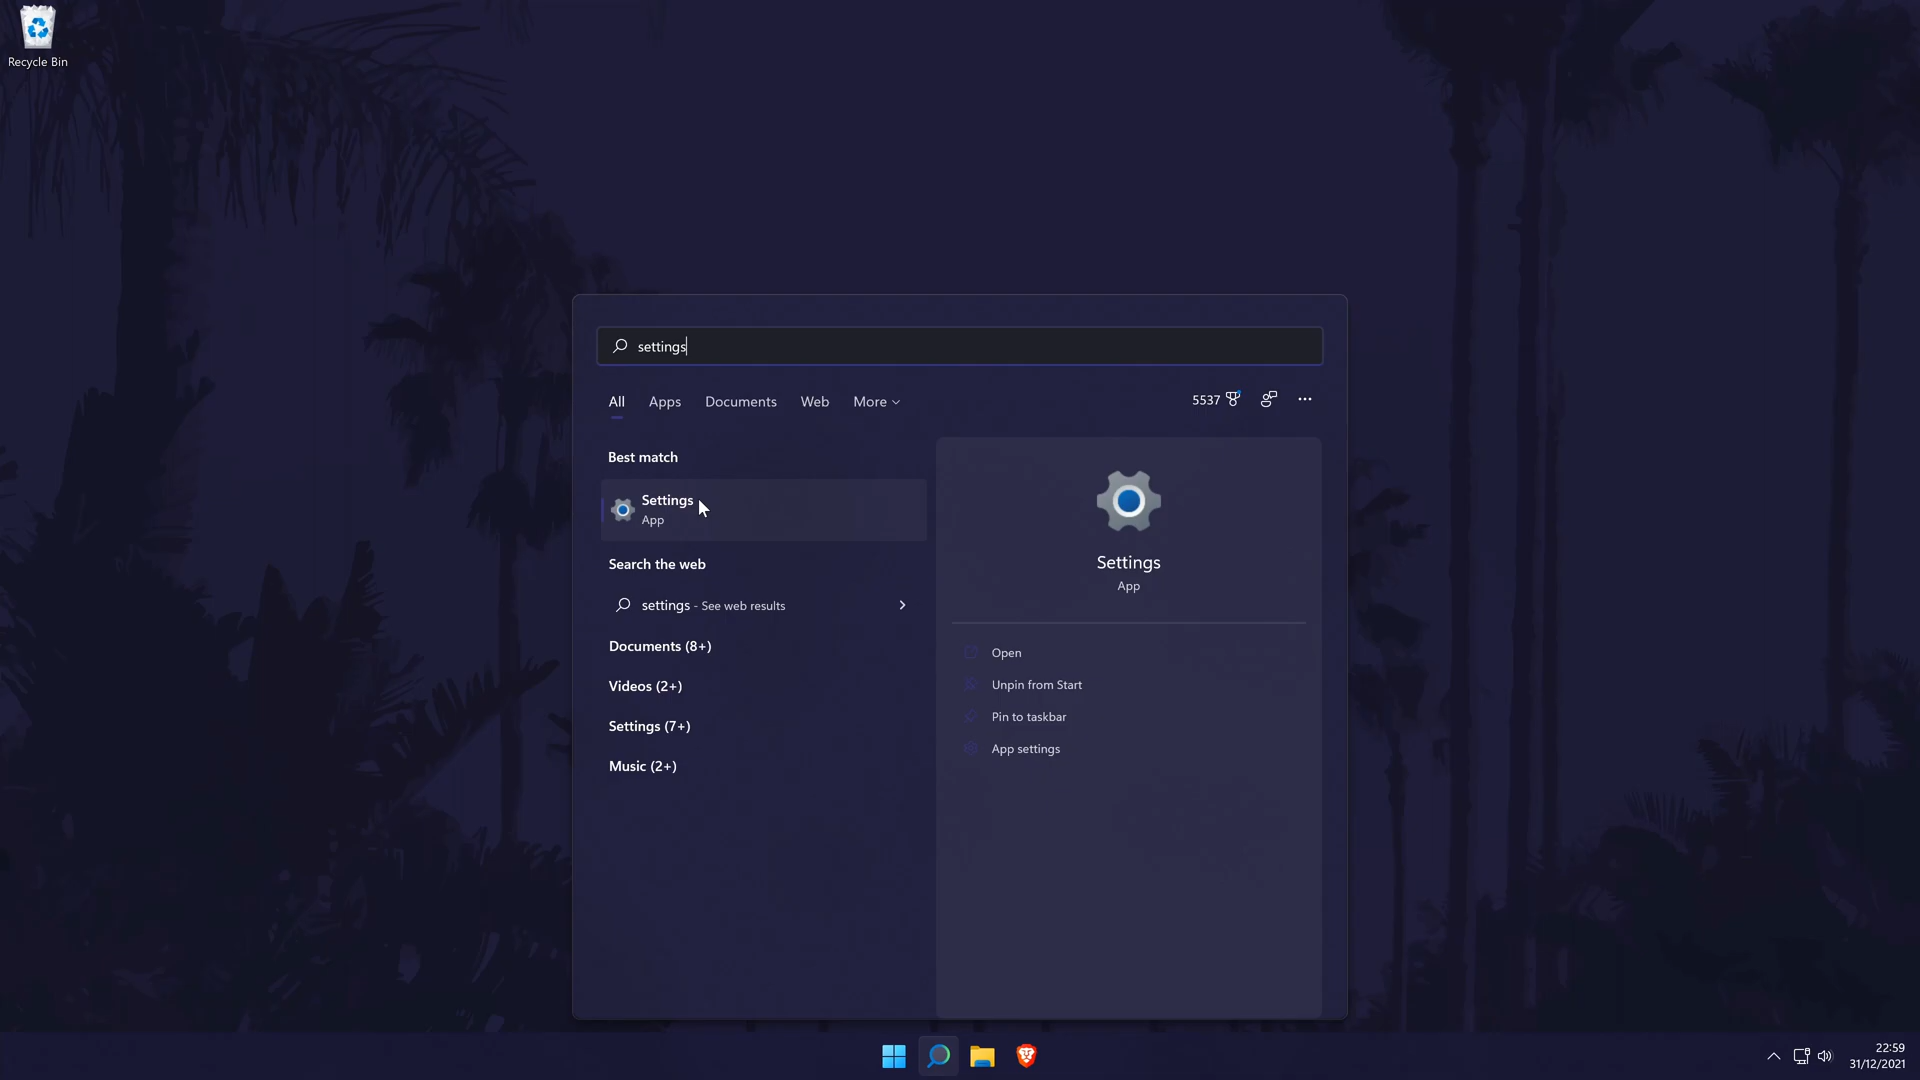 Recycle Bin
settings
All Apps Documents Web More
5537
Best match
Settings
App
Search the web
settings - See web results
Documents (8+)
Videos (2+)
Settings (7+)
Music (2+)
Settings
App
Open
Unpin from Start
Pin to taskbar
App settings
22:59
31/12/2021